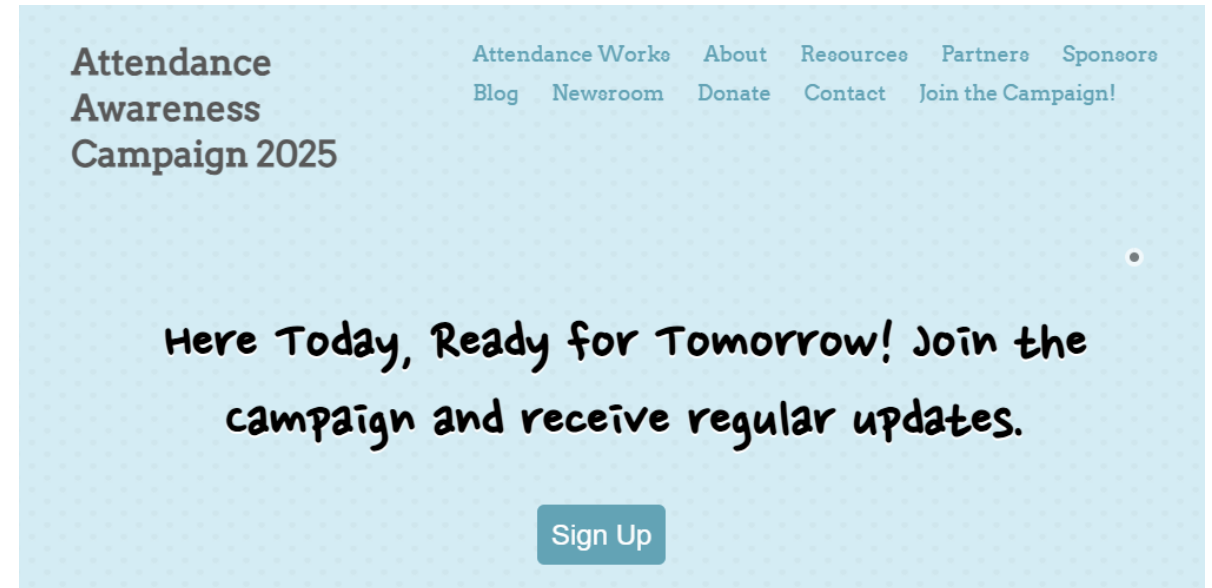 Attendance
Awareness
Campaign 2025
Attendance Works About Resources Partners Sponsors
Blog Newsroom Donate Contact Join the Campaign!
Here Today, Ready for Tomorrow! Join the
campaign and receive regular updates.
Sign Up